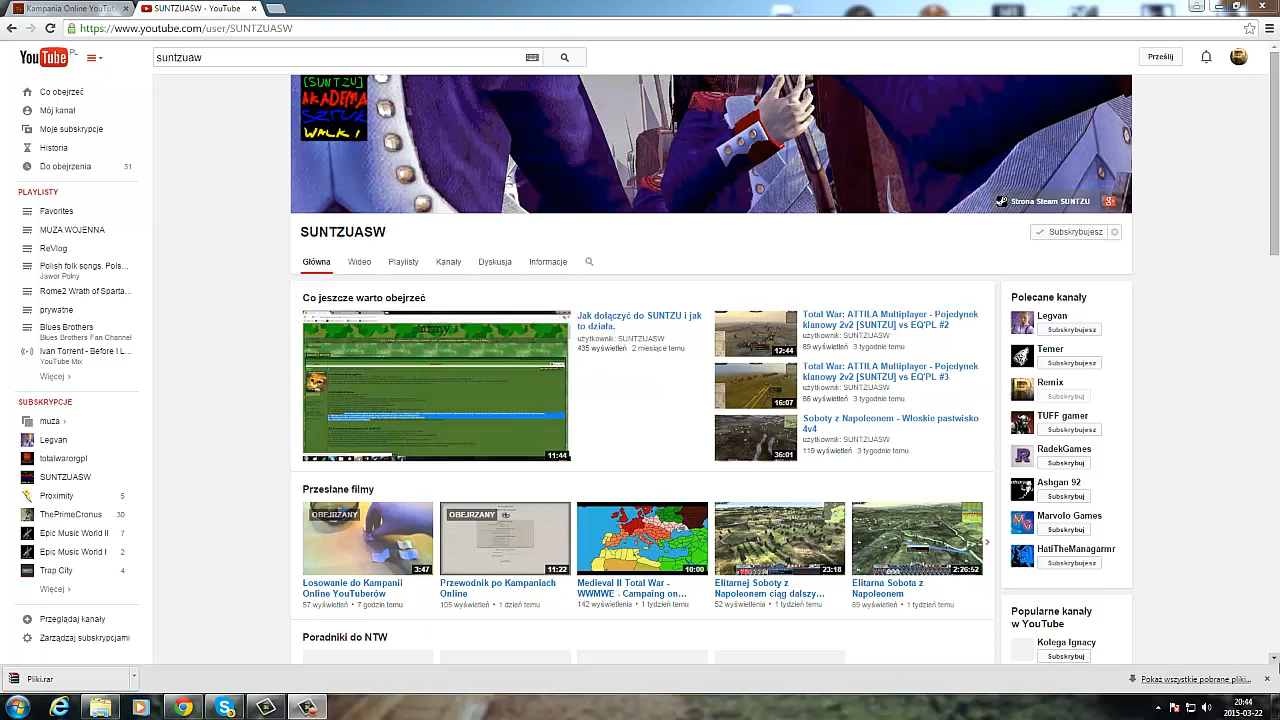 Kampania Online YouTub
SUNTZUASW - YouTube
https://www.youtube.com/user/SUNTZUASW
YouTube PL
suntzuaw
Prześlij
Co obejrzeć
Mój kanał
Moje subskrypcje
Historia
Do obejrzenia 31
PLAYLISTY
Favorites
MUZA WOJENNA
ReVlog
Polish folk songs. Pols...
Jawor Polny
Rome2 Wrath of Sparta...
prywatne
Blues Brothers
Blues Brothers Fan Channel
Ivan Torrent - Before I L...
YouTube Mix
Więcej ›
SUBSKRYPCJE
muza ›
Legvan
totalwarorgpl
SUNTZUASW
Proximity 5
ThePrimeCronus 30
Epic Music World II 7
Epic Music World I 2
Trap City 4
Więcej ›
Przeglądaj kanały
Zarządzaj subskrypcjami
[SUNTZU]
AKADEMIA
SZTUK
WALK!
Strona Steam SUNTZU
SUNTZUASW
Subskrybujesz
Główna Wideo Playlisty Kanały Dyskusja Informacje
Co jeszcze warto obejrzeć
army
11:44
Jak dołączyć do SUNTZU i jak
to działa.
użytkownik: SUNTZUASW
435 wyświetleń 2 miesiące temu
12:44
Total War: ATTILA Multiplayer - Pojedynek
klanowy 2v2 [SUNTZU] vs EQ'PL #2
użytkownik: SUNTZUASW
89 wyświetleń 3 tygodnie temu
16:07
Total War: ATTILA Multiplayer - Pojedynek
klanowy 2v2 [SUNTZU] vs EQ'PL #3
użytkownik: SUNTZUASW
86 wyświetleń 3 tygodnie temu
36:01
Soboty z Napoleonem - Włoskie pastwisko
4v4
użytkownik: SUNTZUASW
119 wyświetleń 3 tygodnie temu
Przesłane filmy
OBEJRZANY
3:47
Losowanie do Kampanii
Online YouTuberów
57 wyświetleń • 7 godzin temu
OBEJRZANY
11:22
Przewodnik po Kampaniach
Online
105 wyświetleń • 1 dzień temu
10:00
Medieval II Total War -
WWMWE - Campaing on...
142 wyświetlenia • 1 tydzień temu
23:18
Elitarnej Soboty z
Napoleonem ciąg dalszy...
52 wyświetlenia • 1 tydzień temu
2:26:52
Elitarna Sobota z
Napoleonem
89 wyświetleń • 1 tydzień temu
Poradniki do NTW
Polecane kanały
Legvan
Subskrybujesz
Temer
Subskrybujesz
Remix
Subskrybuj
TUFF gamer
Subskrybujesz
RadekGames
Subskrybuj
Ashgan 92
Subskrybuj
Marvolo Games
Subskrybuj
HatiTheManagarmr
Subskrybujesz
Popularne kanały
w YouTube
Kolega Ignacy
Subskrybuj
Pliki.rar
Pokaż wszystkie pobrane pliki...
20:44
2015-03-22